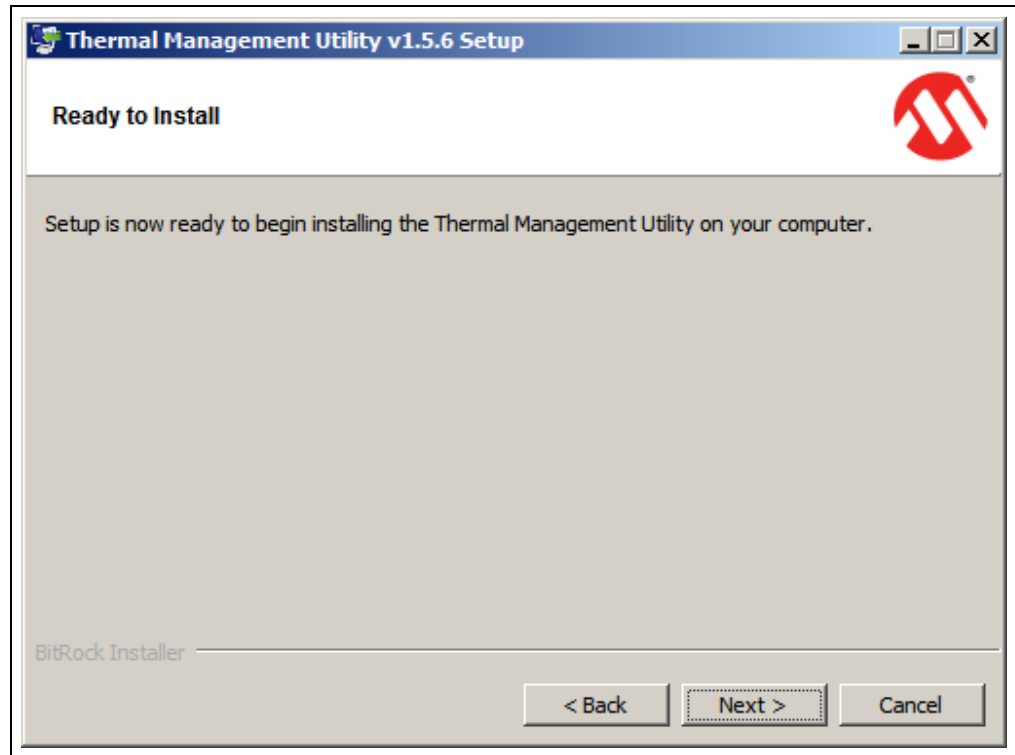 Thermal Management Utility v1.5.6 Setup
Ready to Install
Setup is now ready to begin installing the Thermal Management Utility on your computer.
BitRock Installer
< Back
Next >
Cancel